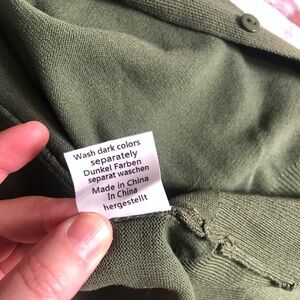 Wash dark colors
separately
Dunkel Farben
separat waschen
Made in China
In China
hergestellt